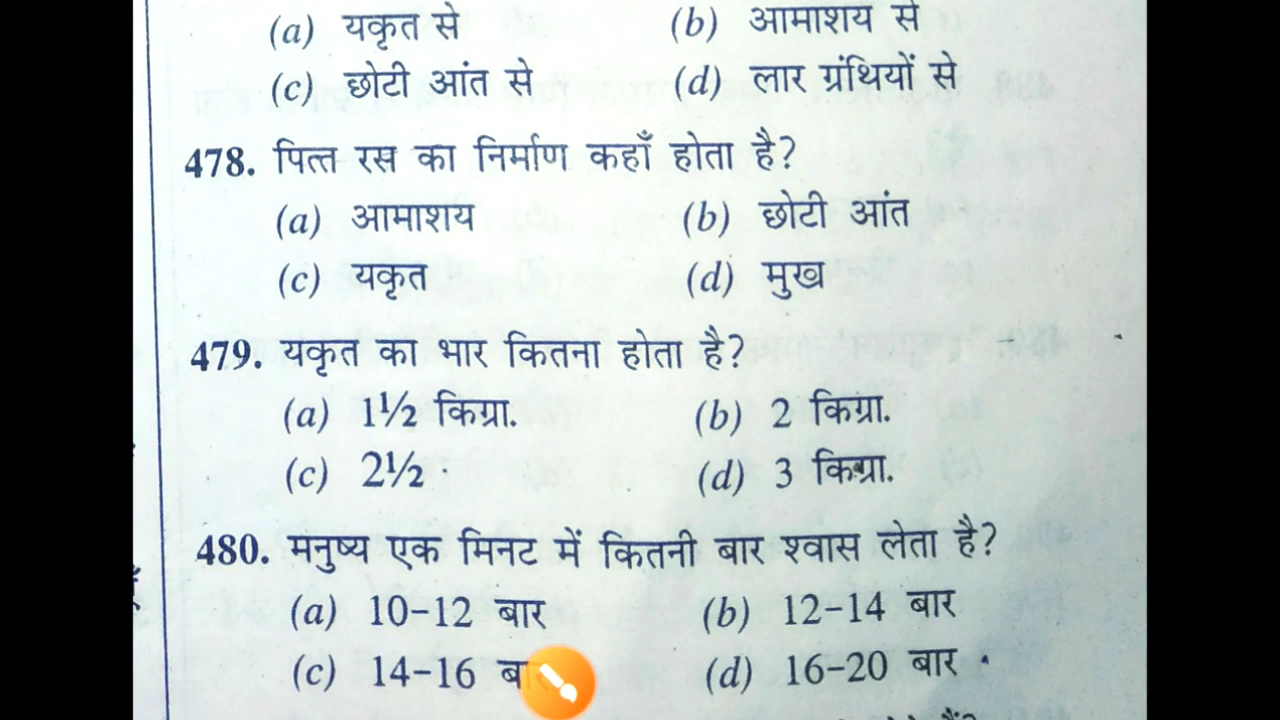 (a) यकृत से (b) आमाशय से
(c) छोटी आंत से (d) लार ग्रंथियों से
478. पित्त रस का निर्माण कहाँ होता है?
(a) आमाशय (b) छोटी आंत
(c) यकृत (d) मुख
479. यकृत का भार कितना होता है?
(a) 1½ किग्रा. (b) 2 किग्रा.
(c) 2½ (d) 3 किग्रा.
480. मनुष्य एक मिनट में कितनी बार श्वास लेता है?
(a) 10-12 बार (b) 12-14 बार
(c) 14-16 (d) 16-20 बार